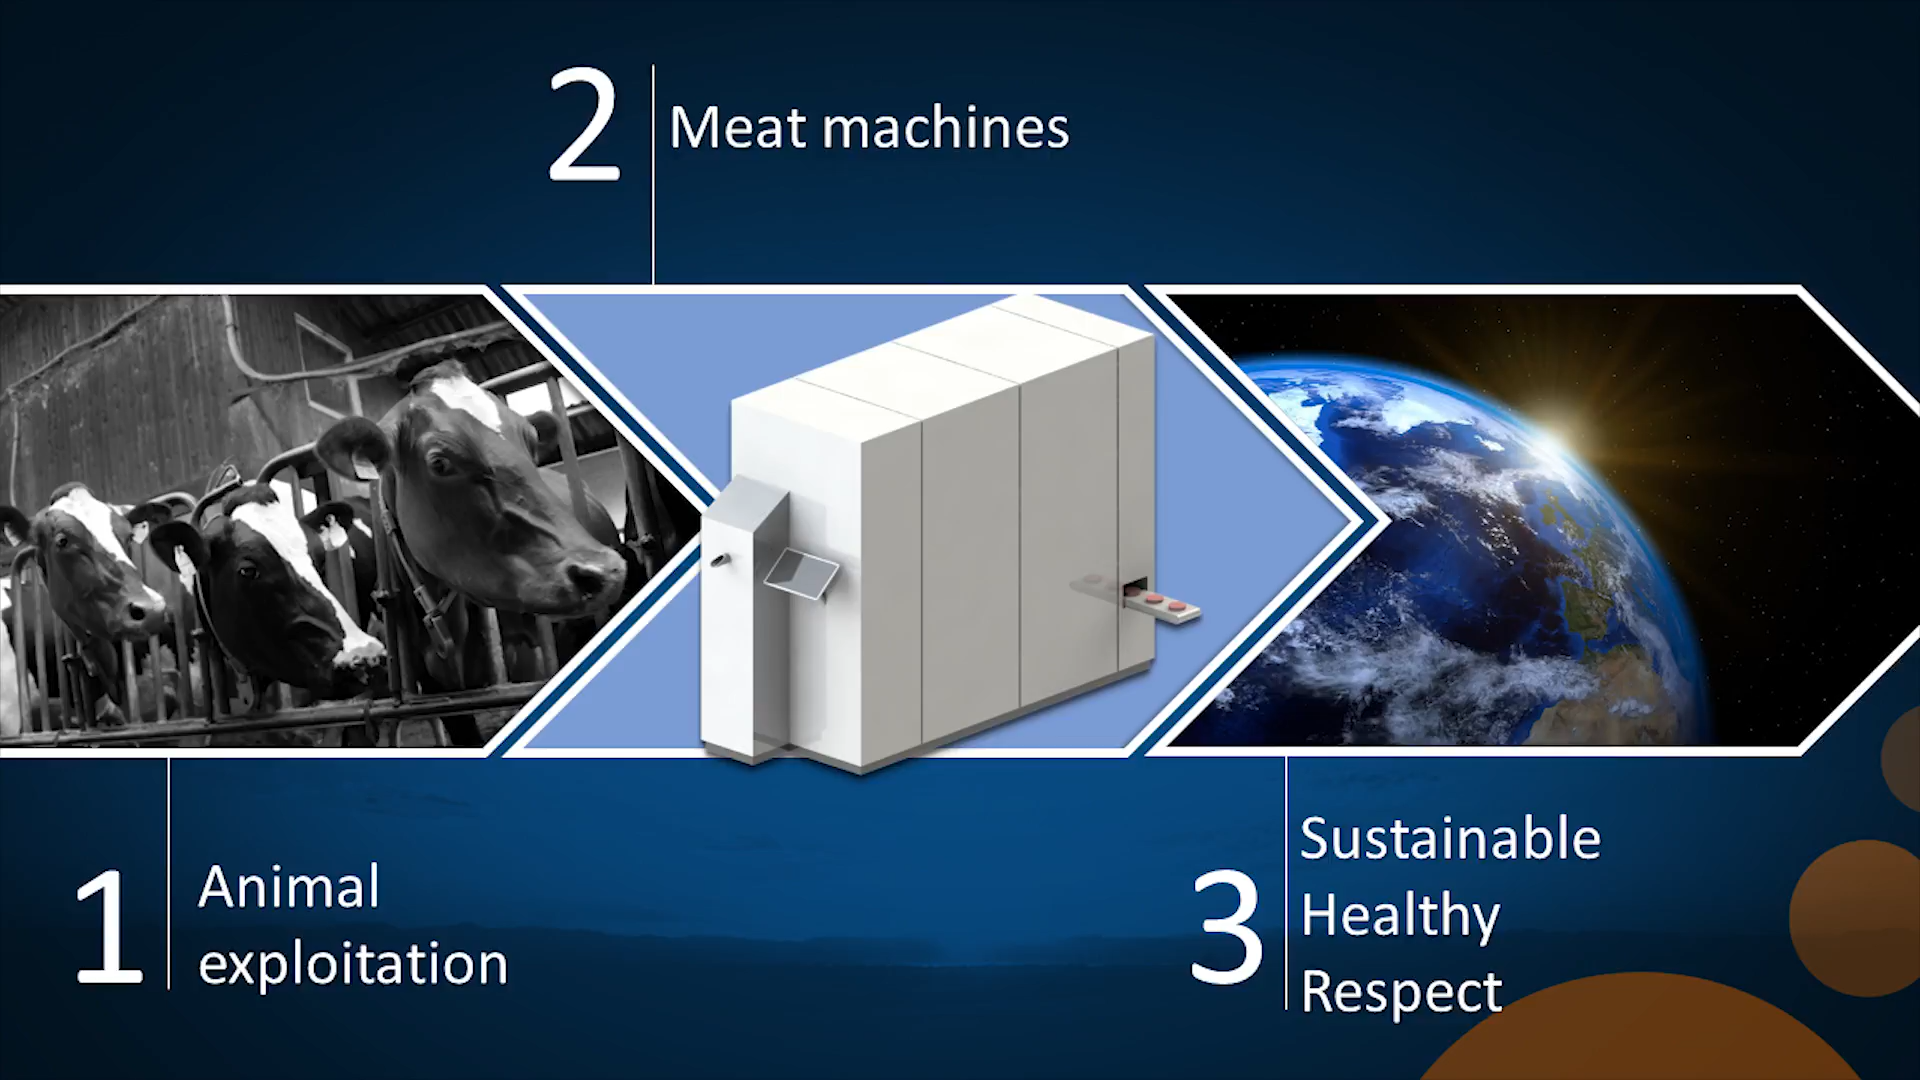 2
Meat machines
1
Animal
exploitation
3
Sustainable
Healthy
Respect